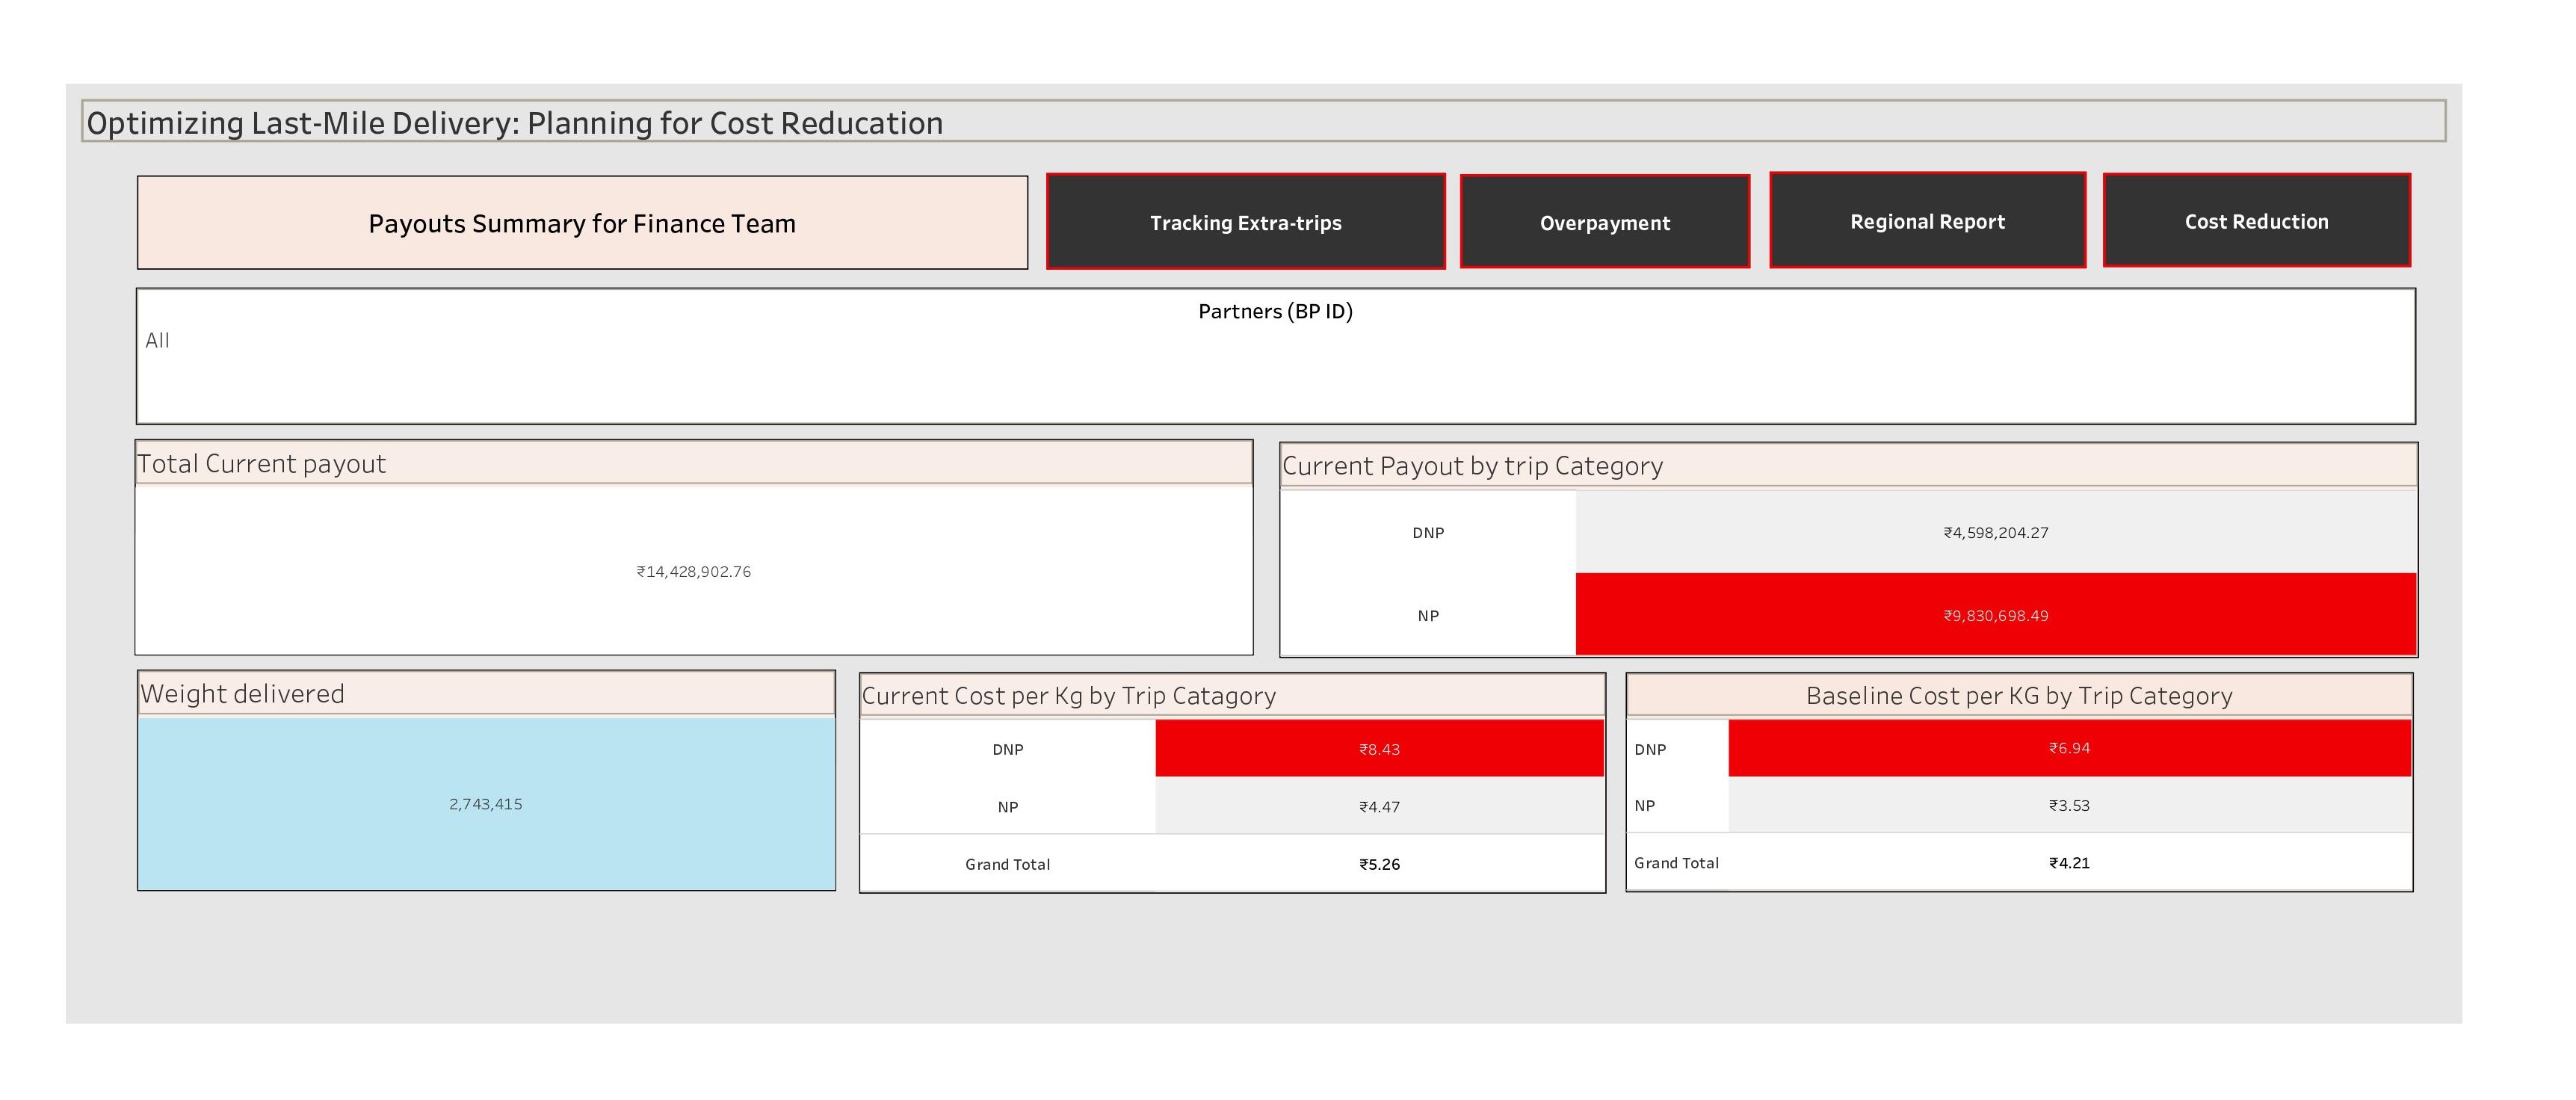 Optimizing Last-Mile Delivery: Planning for Cost Reducation
Payouts Summary for Finance Team
Tracking Extra-trips
Overpayment
Regional Report
Cost Reduction
Partners (BP ID)
All
Total Current payout
₹14,428,902.76
Current Payout by trip Category
DNP ₹4,598,204.27
NP ₹9,830,698.49
Weight delivered
2,743,415
Current Cost per Kg by Trip Catagory
DNP ₹8.43
NP ₹4.47
Grand Total ₹5.26
Baseline Cost per KG by Trip Category
DNP ₹6.94
NP ₹3.53
Grand Total ₹4.21